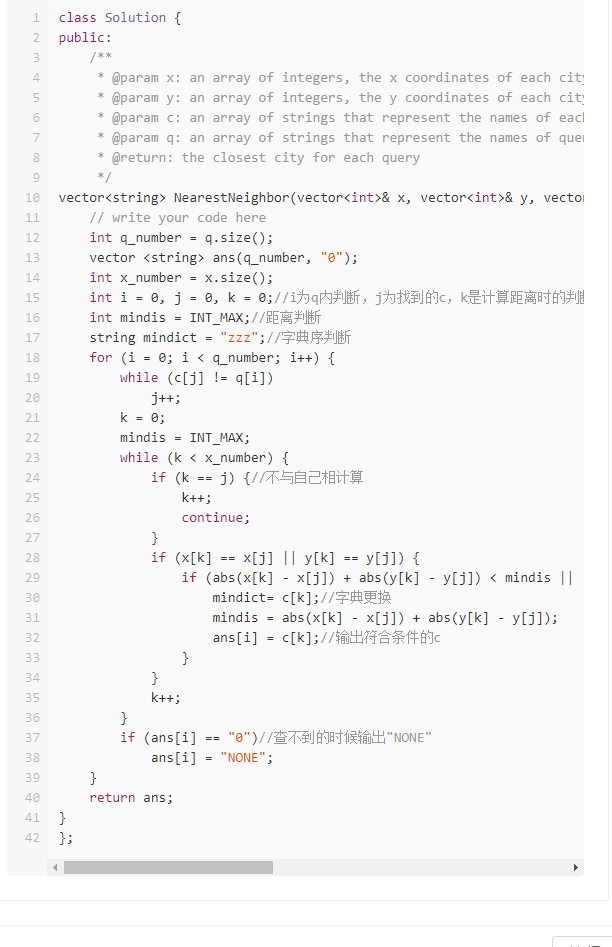 1 class Solution {
2 public:
3 /**
4 * @param x: an array of integers, the x coordinates of each city
5 * @param y: an array of integers, the y coordinates of each city
6 * @param c: an array of strings that represent the names of each
7 * @param q: an array of strings that represent the names of quer
8 * @return: the closest city for each query
9 */
10 vector<string> NearestNeighbor(vector<int>& x, vector<int>& y, vector
11 // write your code here
12 int q_number = q.size();
13 vector <string> ans(q_number, "0");
14 int x_number = x.size();
15 int i = 0, j = 0, k = 0;//i为q内判断，j为找到的c，k是计算距离时的判断
16 int mindis = INT_MAX;//距离判断
17 string mindict = "zzz";//字典序判断
18 for (i = 0; i < q_number; i++) {
19 while (c[j] != q[i])
20 j++;
21 k = 0;
22 mindis = INT_MAX;
23 while (k < x_number) {
24 if (k == j) {//不与自己相计算
25 k++;
26 continue;
27 }
28 if (x[k] == x[j] || y[k] == y[j]) {
29 if (abs(x[k] - x[j]) + abs(y[k] - y[j]) < mindis ||
30 mindict= c[k];//字典更换
31 mindis = abs(x[k] - x[j]) + abs(y[k] - y[j]);
32 ans[i] = c[k];//输出符合条件的c
33 }
34 }
35 k++;
36 }
37 if (ans[i] == "0")//查不到的时候输出"NONE"
38 ans[i] = "NONE";
39 }
40 return ans;
41 }
42 };